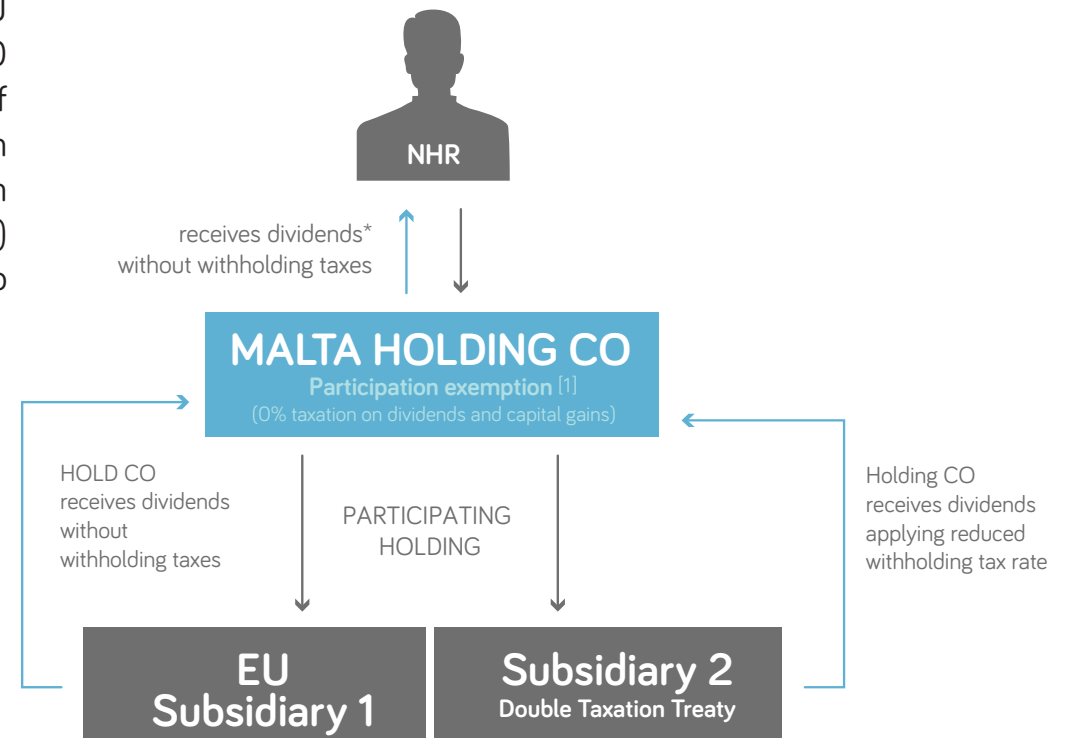 f
n
n
)
NHR
receives dividends*
without withholding taxes
MALTA HOLDING CO
Participation exemption [1]
(0% taxation on dividends and capital gains)
HOLD CO
receives dividends
without
withholding taxes
PARTICIPATING
HOLDING
Holding CO
receives dividends
applying reduced
withholding tax rate
EU
Subsidiary 1
Subsidiary 2
Double Taxation Treaty